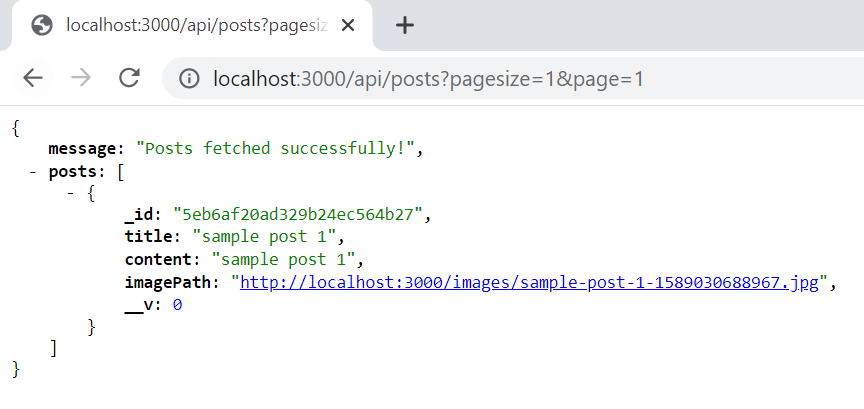 localhost:3000/api/posts?pagesiz
localhost:3000/api/posts?pagesize=1&page=1
{
message: "Posts fetched successfully!",
- posts: [
- {
_id: "5eb6af20ad329b24ec564b27",
title: "sample post 1",
content: "sample post 1",
imagePath: "http://localhost:3000/images/sample-post-1-1589030688967.jpg",
__v: 0
}
]
}